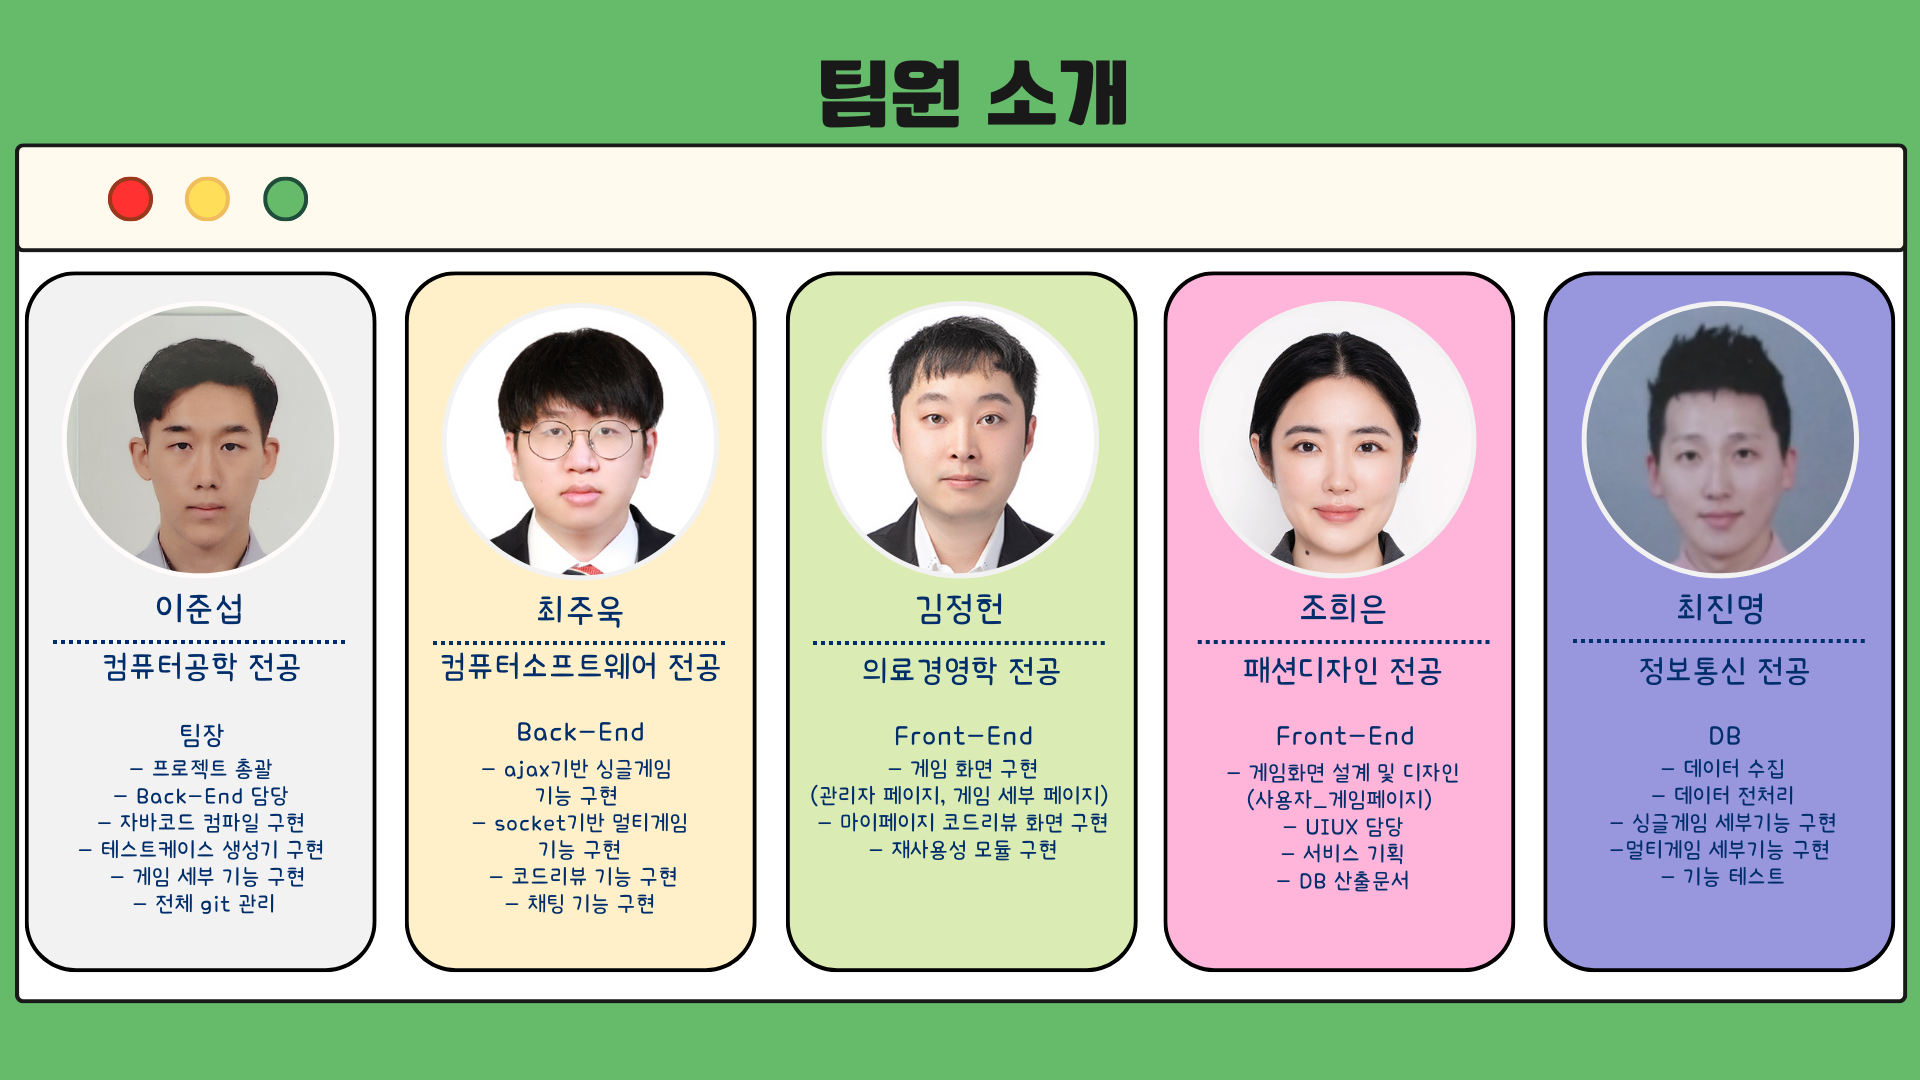 팀원 소개
이준섭
컴퓨터공학 전공
팀장
- 프로젝트 총괄
- Back-End 담당
- 자바코드 컴파일 구현
- 테스트케이스 생성기 구현
- 게임 세부 기능 구현
- 전체 git 관리
최주욱
컴퓨터소프트웨어 전공
Back-End
- ajax기반 싱글게임
기능 구현
- socket기반 멀티게임
기능 구현
- 코드리뷰 기능 구현
- 채팅 기능 구현
김정헌
의료경영학 전공
Front-End
- 게임 화면 구현
(관리자 페이지, 게임 세부 페이지)
- 마이페이지 코드리뷰 화면 구현
- 재사용성 모듈 구현
조희은
패션디자인 전공
Front-End
- 게임화면 설계 및 디자인
(사용자_게임페이지)
- UIUX 담당
- 서비스 기획
- DB 산출문서
최진명
정보통신 전공
DB
- 데이터 수집
- 데이터 전처리
- 싱글게임 세부기능 구현
-멀티게임 세부기능 구현
- 기능 테스트